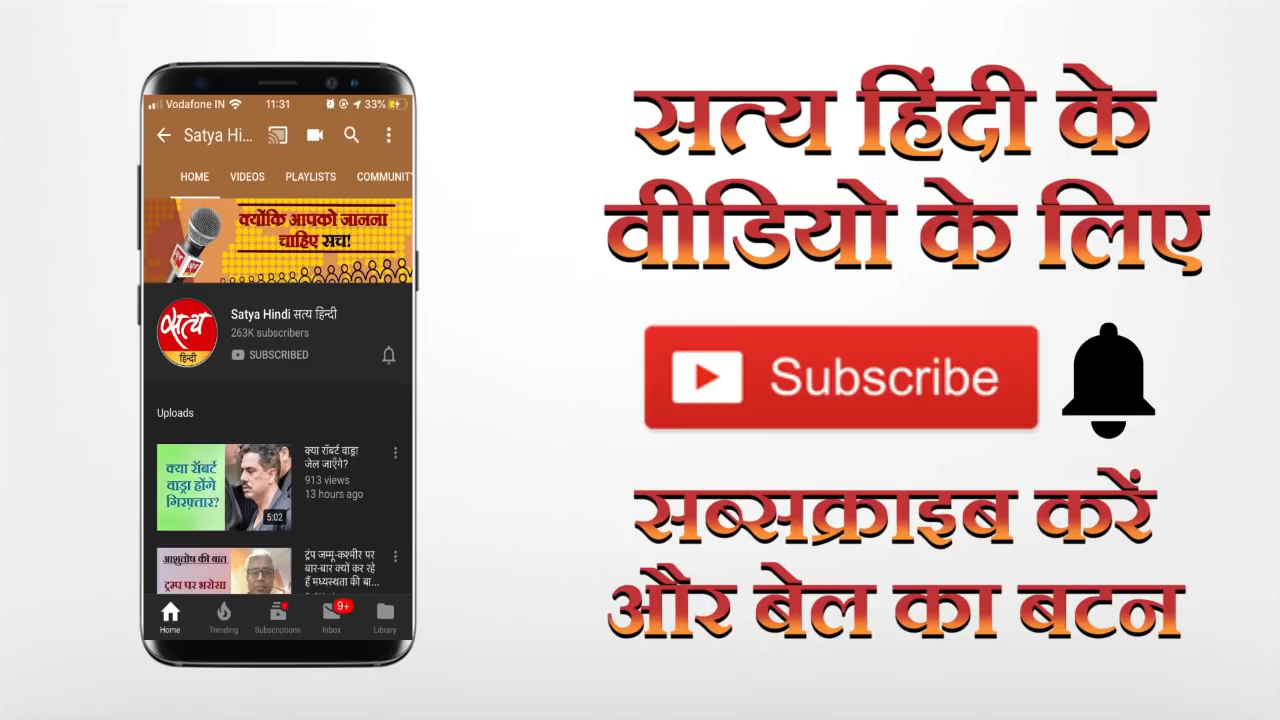 Vodafone IN 11:31 33%
Satya Hi...
HOME VIDEOS PLAYLISTS COMMUNITY
क्योंकि आपको जानना
चाहिए सच!
सत्य
हिन्दी
Satya Hindi सत्य हिन्दी
263K subscribers
SUBSCRIBED
Uploads
क्या रॉबर्ट
वाड्रा होंगे
गिरफ़्तार?
5:02
क्या रॉबर्ट वाड्रा
जेल जाएँगे?
913 views
13 hours ago
आशुतोष की बात
ट्रम्प पर भरोसा
ट्रंप जम्मू-कश्मीर पर
बार-बार क्यों कर रहे
हैं मध्यस्थता की बा...
9+
Home Trending Subscriptions Inbox Library
सत्य हिंदी के
वीडियो के लिए
Subscribe
सब्सक्राइब करें
और बेल का बटन